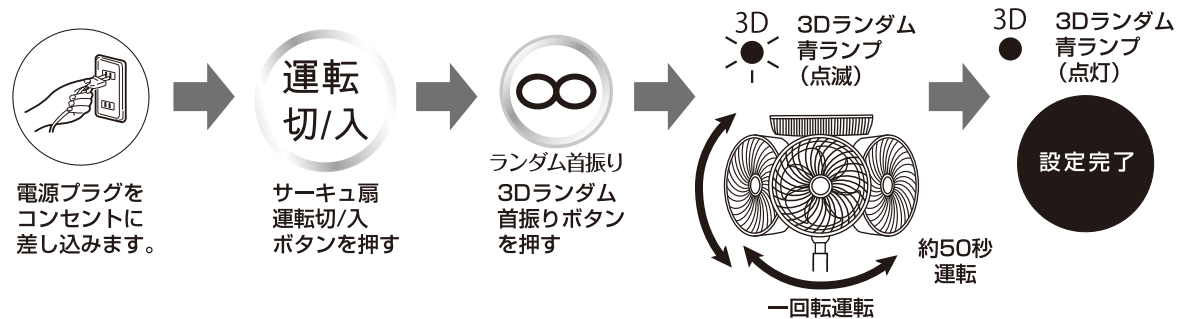 電源プラグを
コンセントに
差し込みます。
運転
切/入
サーキュ扇
運転切/入
ボタンを押す
ランダム首振り
3Dランダム
首振りボタン
を押す
3D
3Dランダム
青ランプ
（点滅）
約50秒
運転
一回転運転
3D
3Dランダム
青ランプ
（点灯）
設定完了